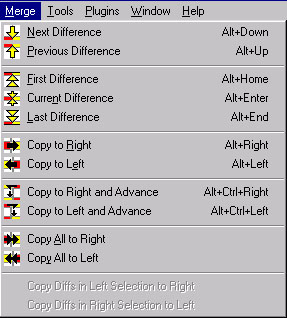 Merge Tools Plugins Window Help
Next Difference Alt+Down
Previous Difference Alt+Up
First Difference Alt+Home
Current Difference Alt+Enter
Last Difference Alt+End
Copy to Right Alt+Right
Copy to Left Alt+Left
Copy to Right and Advance Alt+Ctrl+Right
Copy to Left and Advance Alt+Ctrl+Left
Copy All to Right
Copy All to Left
Copy Diffs in Left Selection to Right
Copy Diffs in Right Selection to Left